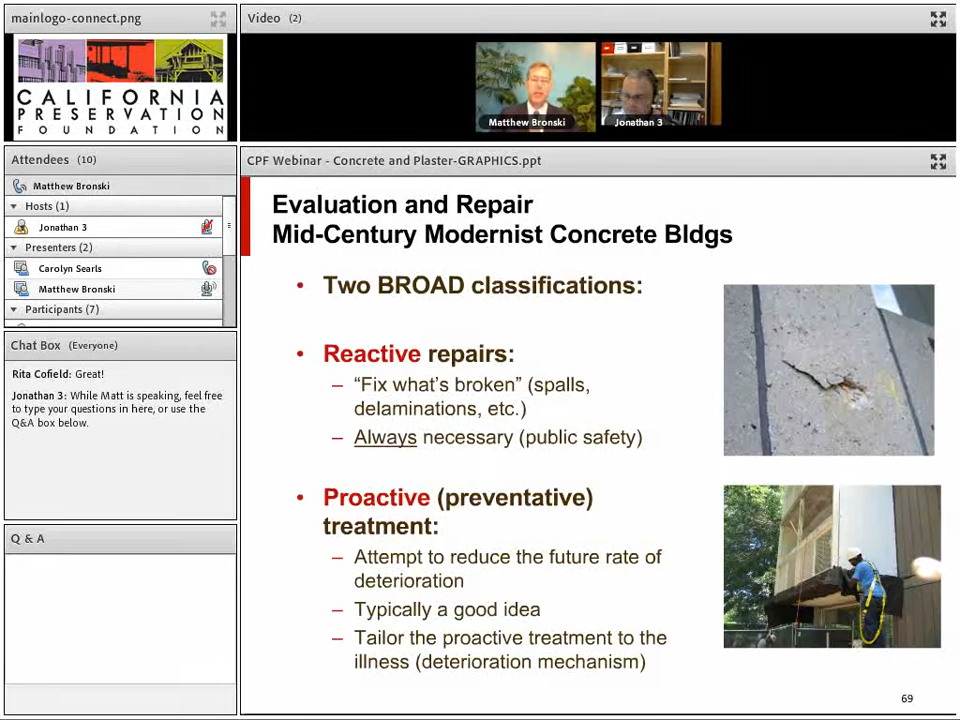 mainlogo-connect.png
CALIFORNIA
PRESERVATION
FOUNDATION
Attendees (10)
Matthew Bronski
Hosts (1)
Jonathan 3
Presenters (2)
Carolyn Searls
Matthew Bronski
Participants (7)
Chat Box (Everyone)
Rita Cofield: Great!
Jonathan 3: While Matt is speaking, feel free
to type your questions in here, or use the
Q&A box below.
Q & A
Video (2)
Matthew Bronski
Jonathan 3
CPF Webinar - Concrete and Plaster-GRAPHICS.ppt
Evaluation and Repair
Mid-Century Modernist Concrete Bldgs
• Two BROAD classifications:
• Reactive repairs:
– “Fix what’s broken” (spalls,
delaminations, etc.)
– Always necessary (public safety)
• Proactive (preventative)
treatment:
– Attempt to reduce the future rate of
deterioration
– Typically a good idea
– Tailor the proactive treatment to the
illness (deterioration mechanism)
69